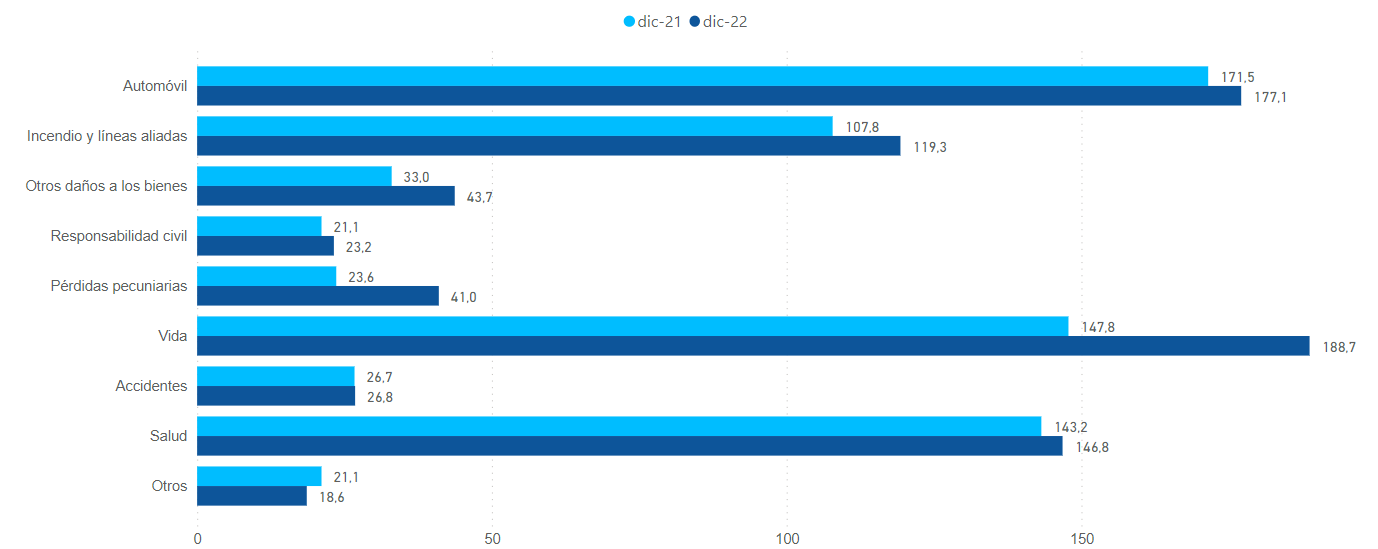 dic-21 dic-22
Automóvil 171,5
177,1
Incendio y líneas aliadas 107,8
119,3
Otros daños a los bienes 33,0
43,7
Responsabilidad civil 21,1
23,2
Pérdidas pecuniarias 23,6
41,0
Vida 147,8
188,7
Accidentes 26,7
26,8
Salud 143,2
146,8
Otros 21,1
18,6
0 50 100 150